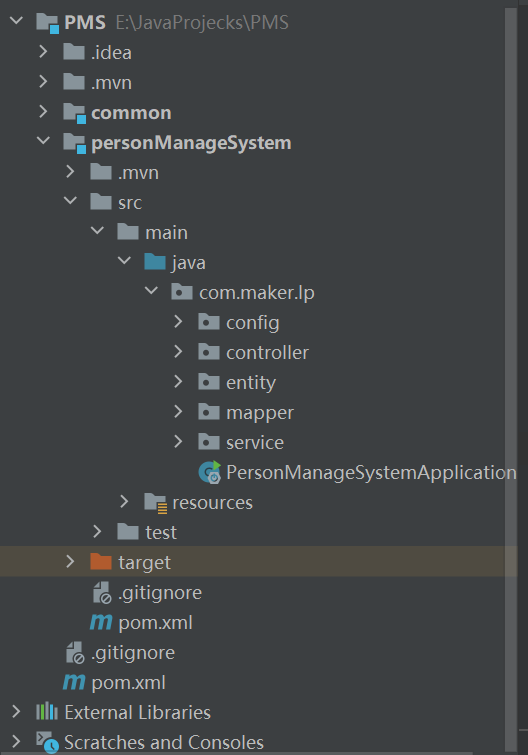 PMS E:\JavaProjecks\PMS
.idea
.mvn
common
personManageSystem
.mvn
src
main
java
com.maker.lp
config
controller
entity
mapper
service
PersonManageSystemApplication
resources
test
target
.gitignore
pom.xml
.gitignore
pom.xml
External Libraries
Scratches and Consoles